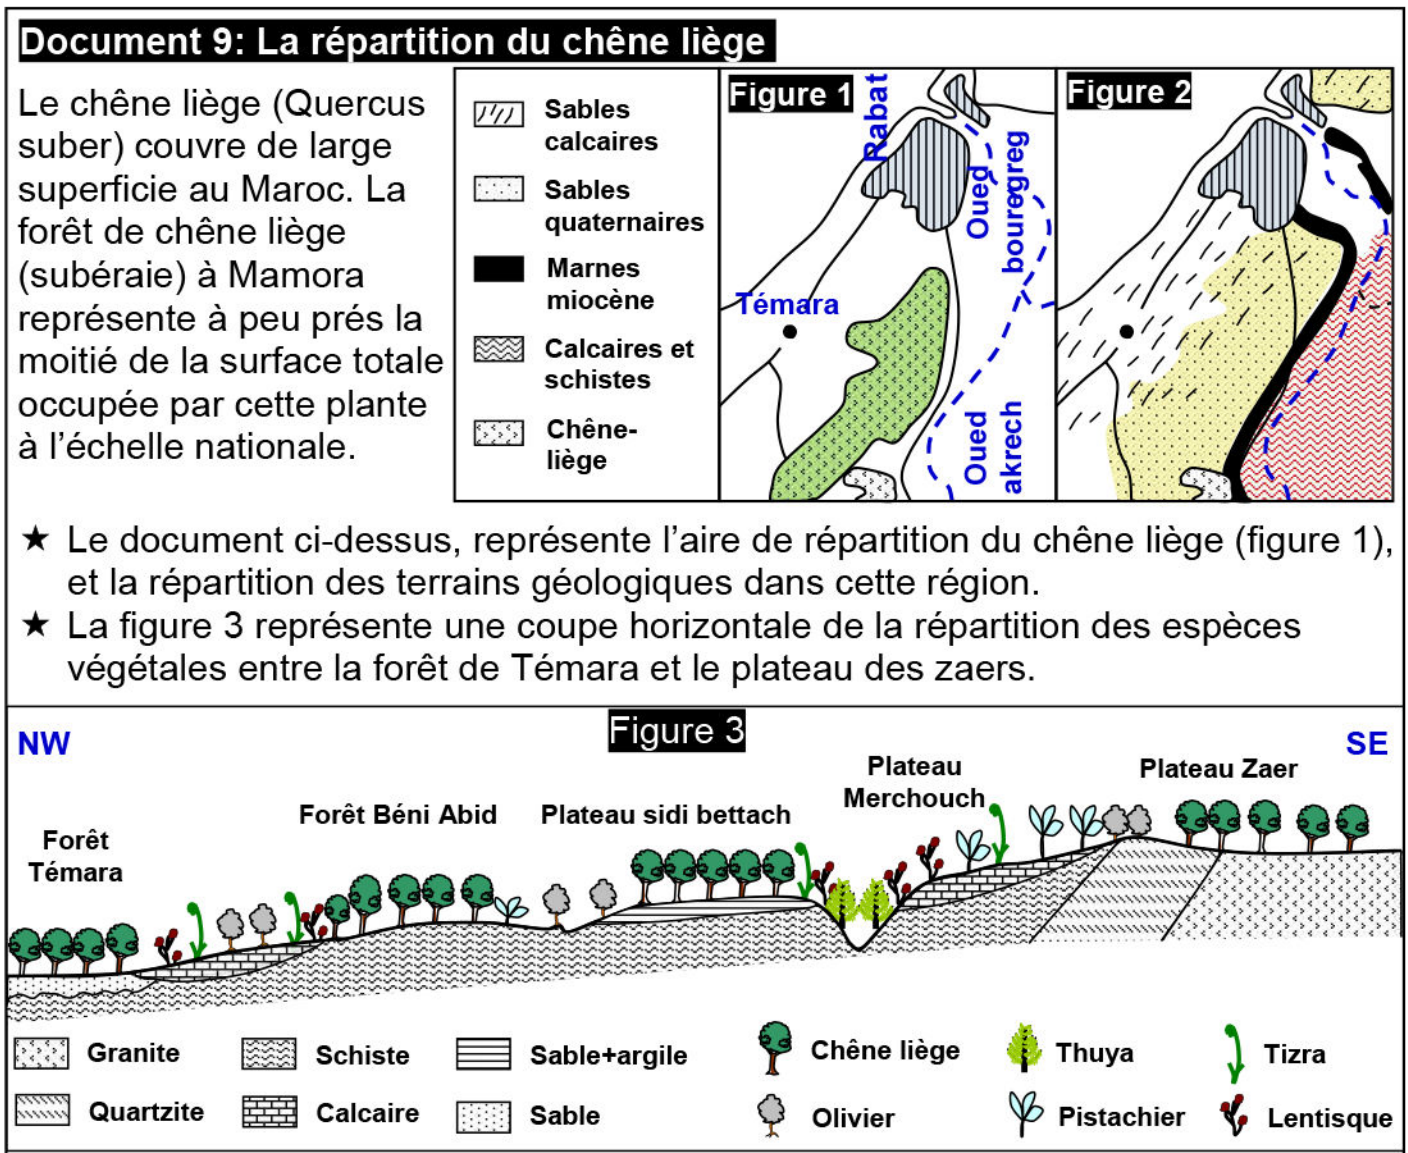 Document 9: La répartition du chêne liège
Le chêne liège (Quercus
suber) couvre de large
superficie au Maroc. La
forêt de chêne liège
(subéraie) à Mamora
représente à peu prés la
moitié de la surface totale
occupée par cette plante
à l’échelle nationale.
Sables
calcaires
Sables
quaternaires
Marnes
miocène
Calcaires et
schistes
Chêne-
liège
Figure 1
Rabat
Oued
bouregreg
Témara
Oued
akrech
Figure 2
★ Le document ci-dessus, représente l’aire de répartition du chêne liège (figure 1),
et la répartition des terrains géologiques dans cette région.
★ La figure 3 représente une coupe horizontale de la répartition des espèces
végétales entre la forêt de Témara et le plateau des zaers.
Figure 3
NW
SE
Forêt
Témara
Forêt Béni Abid
Plateau sidi bettach
Plateau
Merchouch
Plateau Zaer
Granite
Schiste
Sable+argile
Chêne liège
Thuya
Tizra
Quartzite
Calcaire
Sable
Olivier
Pistachier
Lentisque